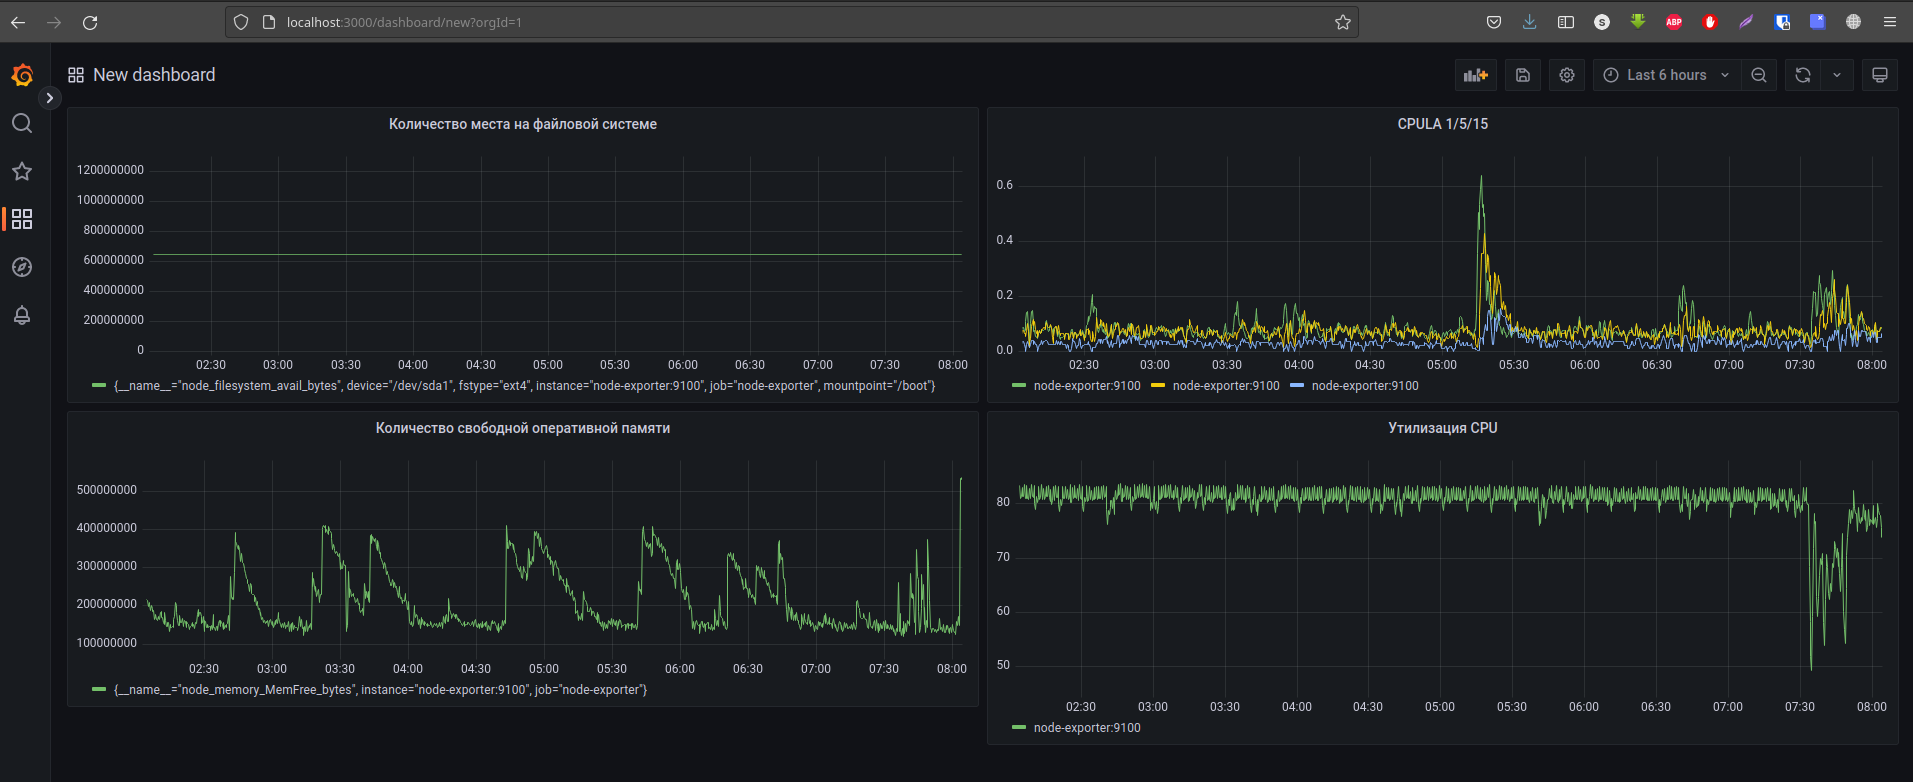 localhost:3000/dashboard/new?orgId=1
S
ABP
New dashboard
Last 6 hours
Количество места на файловой системе
1200000000
1000000000
800000000
600000000
400000000
200000000
0
02:30 03:00 03:30 04:00 04:30 05:00 05:30 06:00 06:30 07:00 07:30 08:00
{__name__="node_filesystem_avail_bytes", device="/dev/sda1", fstype="ext4", instance="node-exporter:9100", job="node-exporter", mountpoint="/boot"}
CPULA 1/5/15
0.6
0.4
0.2
0.0
02:30 03:00 03:30 04:00 04:30 05:00 05:30 06:00 06:30 07:00 07:30 08:00
node-exporter:9100 node-exporter:9100 node-exporter:9100
Количество свободной оперативной памяти
500000000
400000000
300000000
200000000
100000000
02:30 03:00 03:30 04:00 04:30 05:00 05:30 06:00 06:30 07:00 07:30 08:00
{__name__="node_memory_MemFree_bytes", instance="node-exporter:9100", job="node-exporter"}
Утилизация CPU
80
70
60
50
02:30 03:00 03:30 04:00 04:30 05:00 05:30 06:00 06:30 07:00 07:30 08:00
node-exporter:9100